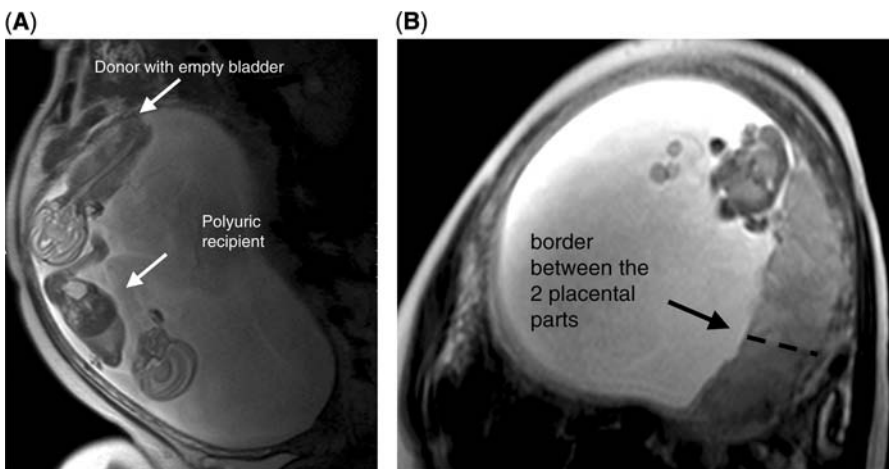 (A)
Donor with empty bladder
Polyuric
recipient
(B)
border
between the
2 placental
parts